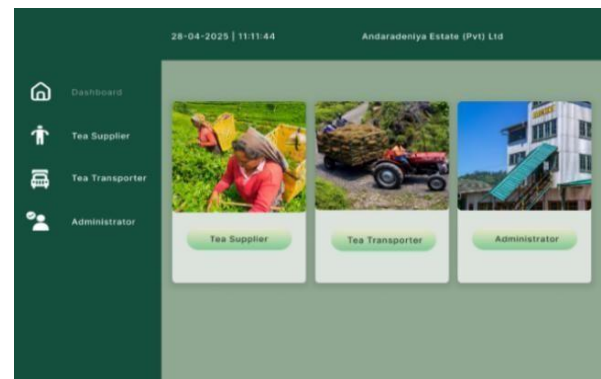 28-04-2025 | 11:11:44
Andaradeniya Estate (Pvt) Ltd
Dashboard
Tea Supplier
Tea Transporter
Administrator
Tea Supplier
Tea Transporter
Administrator